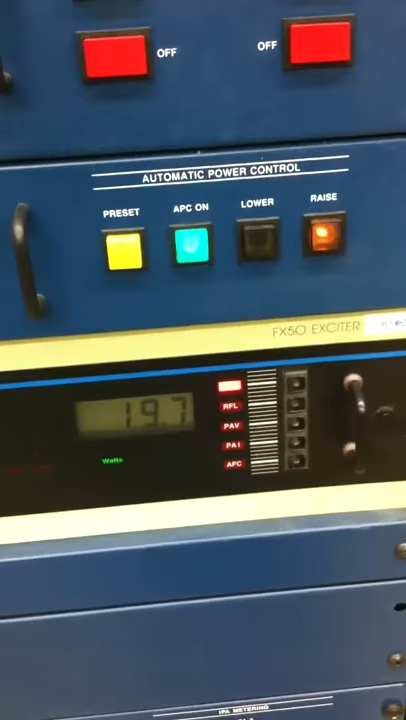 OFF
OFF
AUTOMATIC POWER CONTROL
PRESET
APC ON
LOWER
RAISE
FX50 EXCITER
19.7
RFL
PAV
PAI
AFC
Watts
IPA METERING